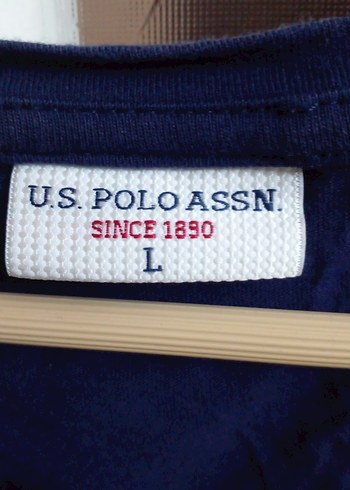 U.S. POLO ASSN.
SINCE 1890
L